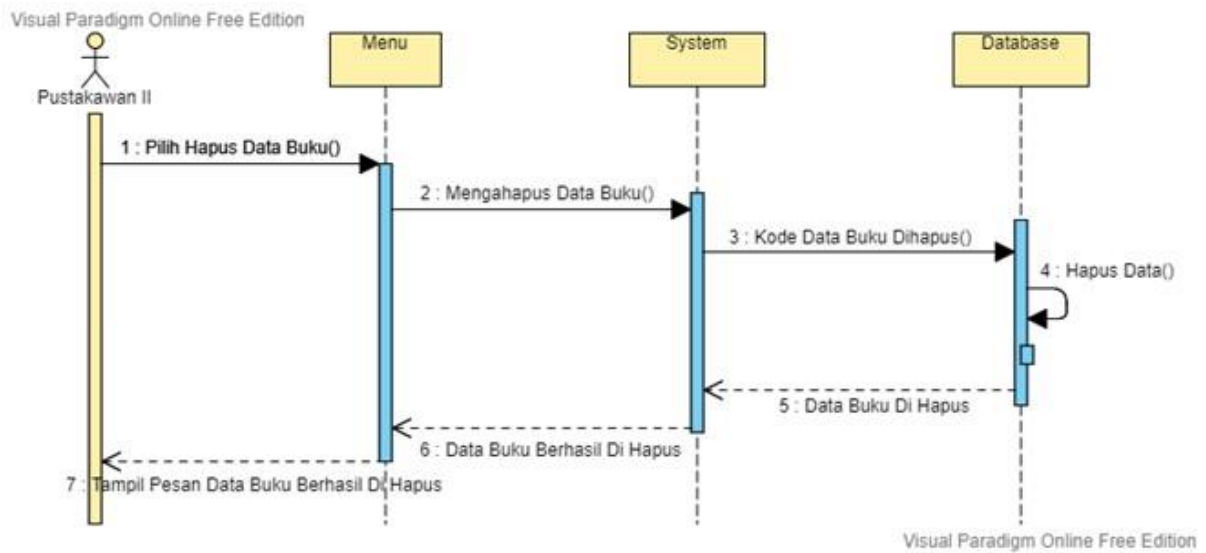 Visual Paradigm Online Free Edition
Menu
System
Database
Pustakawan II
1 : Pilih Hapus Data Buku()
2 : Mengahapus Data Buku()
3 : Kode Data Buku Dihapus()
4 : Hapus Data()
5 : Data Buku Di Hapus
6 : Data Buku Berhasil Di Hapus
7 : Tampil Pesan Data Buku Berhasil Di Hapus
Visual Paradigm Online Free Edition